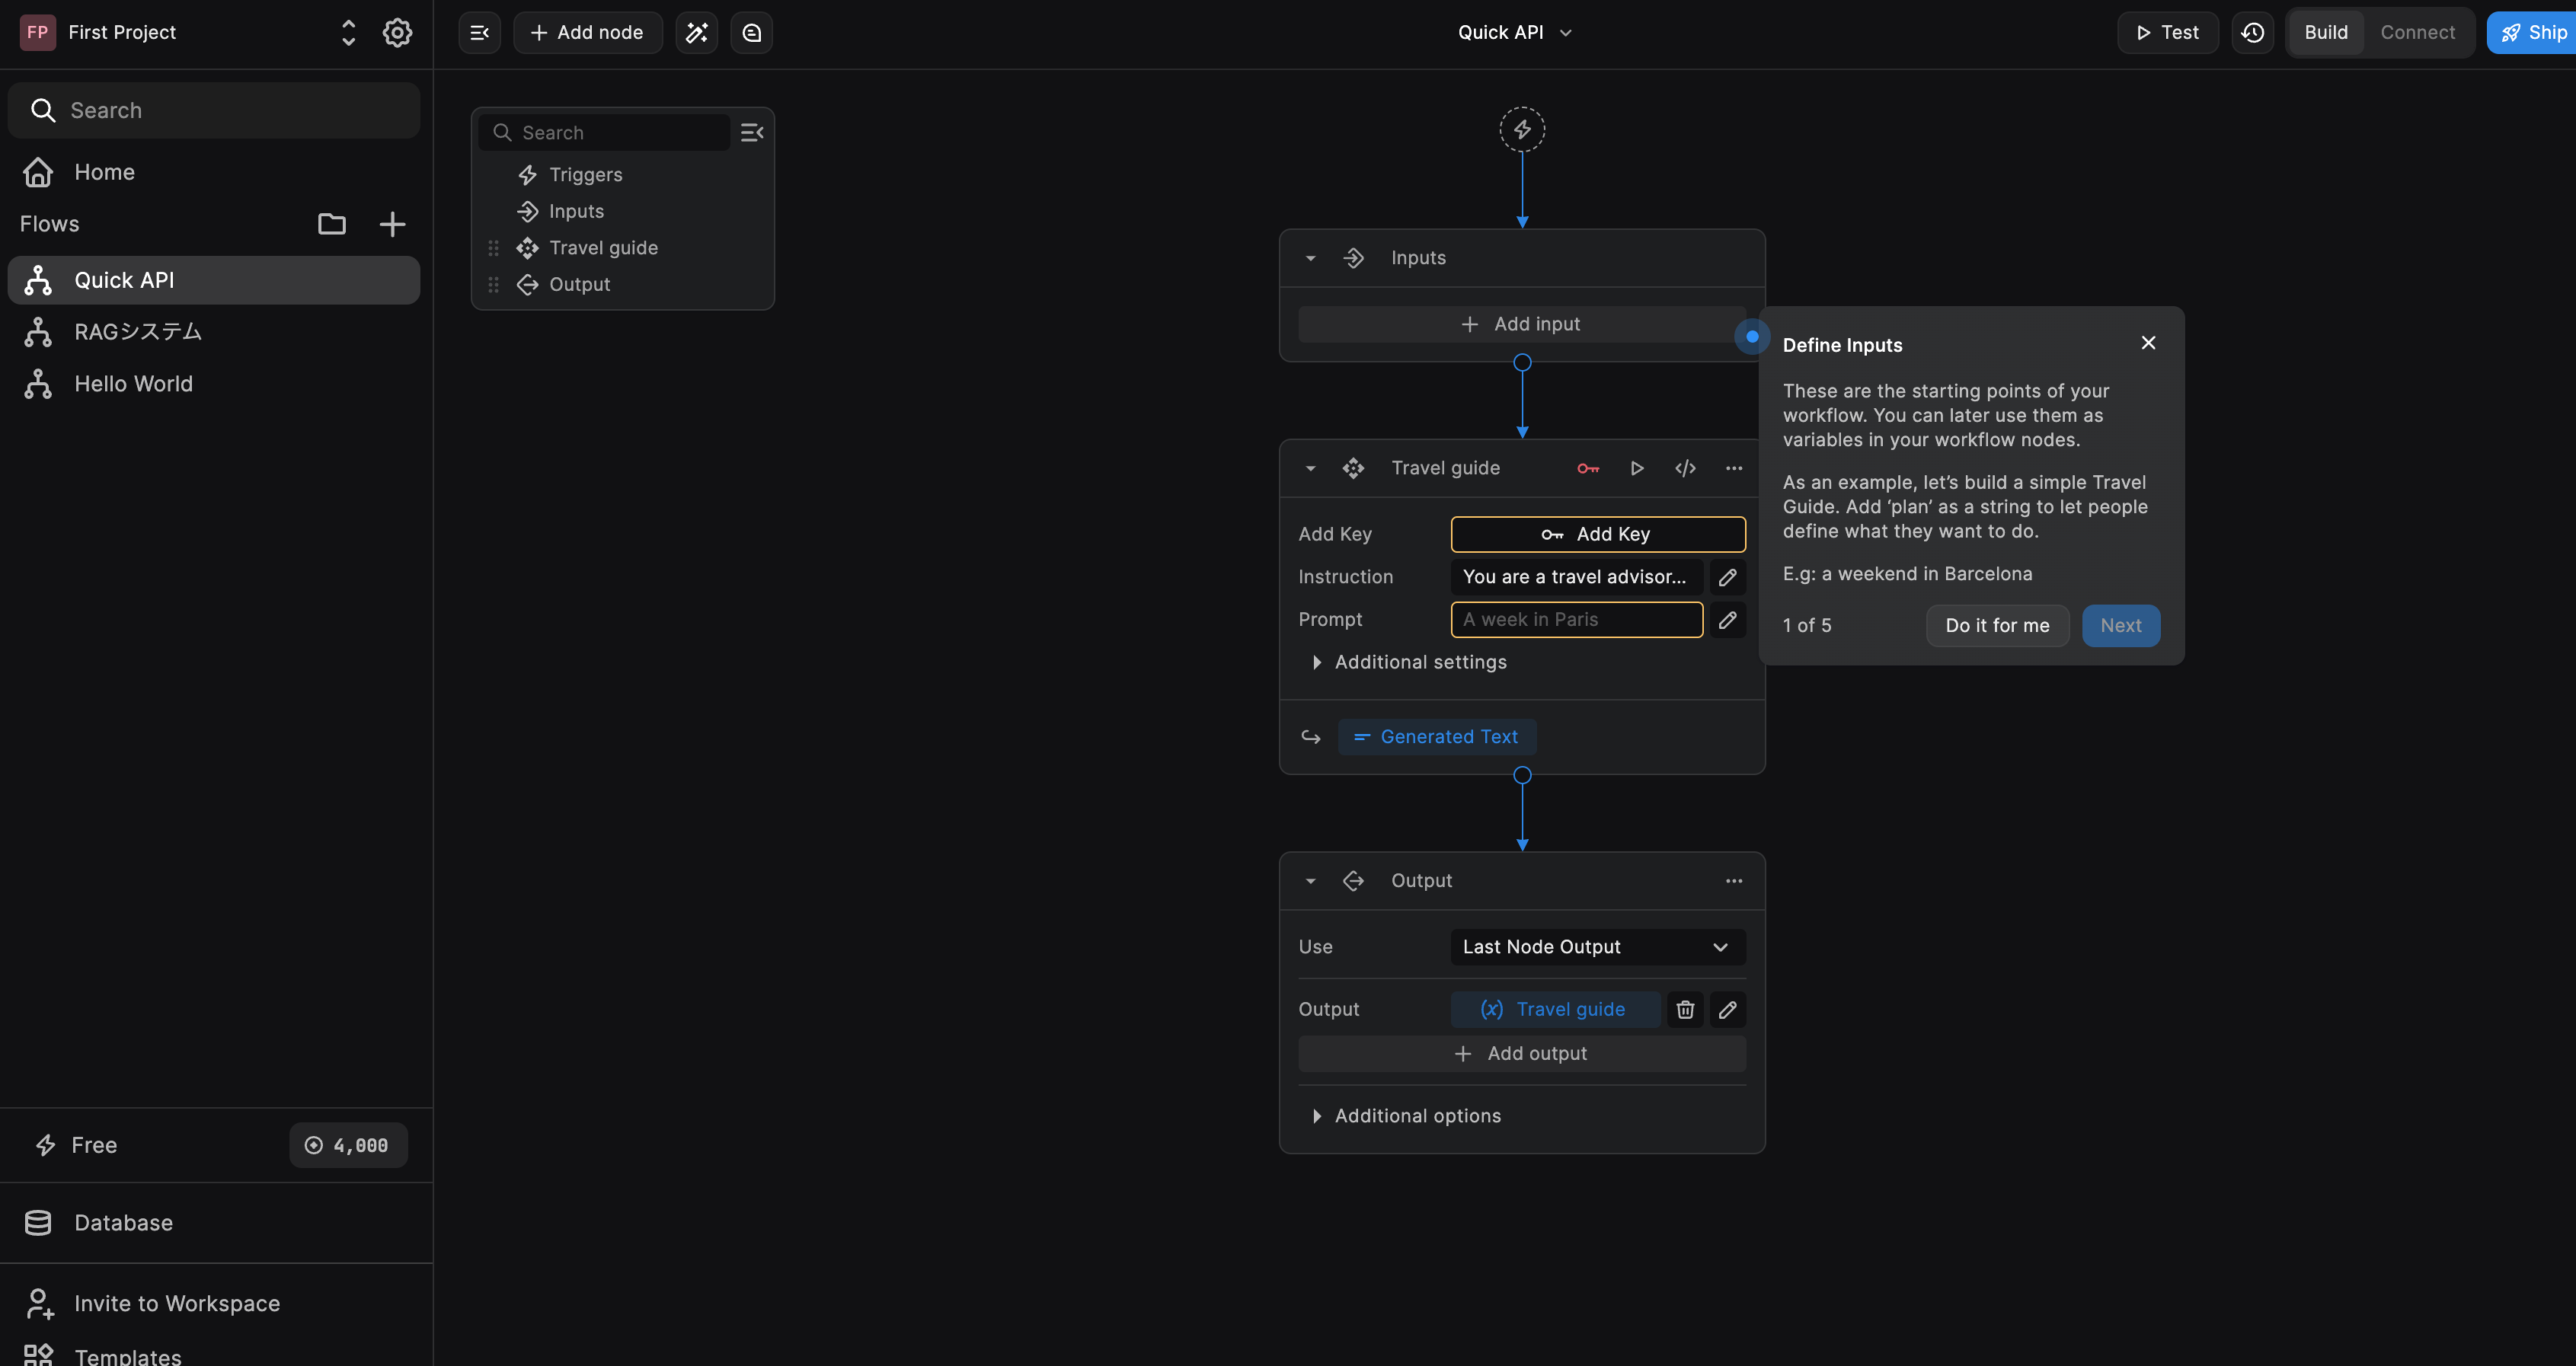 FP First Project
Search
Home
Flows
Quick API
RAGシステム
Hello World
Free 4,000
Database
Invite to Workspace
Templates
Add node
Quick API
Test
Build Connect
Ship
Search
Triggers
Inputs
Travel guide
Output
Inputs
Add input
Travel guide
Add Key Add Key
Instruction You are a travel advisor...
Prompt A week in Paris
Additional settings
Generated Text
Output
Use Last Node Output
Output (x) Travel guide
Add output
Additional options
Define Inputs
These are the starting points of your
workflow. You can later use them as
variables in your workflow nodes.
As an example, let’s build a simple Travel
Guide. Add ‘plan’ as a string to let people
define what they want to do.
E.g: a weekend in Barcelona
1 of 5 Do it for me Next